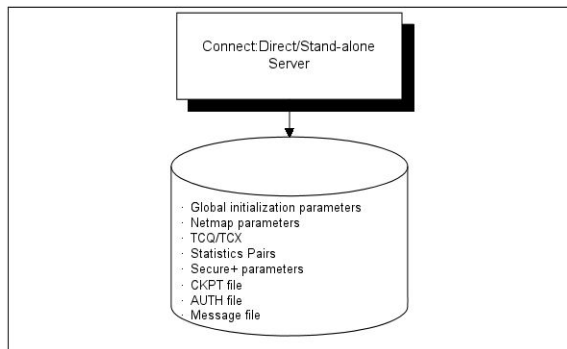 Connect:Direct/Stand-alone
Server
· Global initialization parameters
· Netmap parameters
· TCQ/TCX
· Statistics Pairs
· Secure+ parameters
· CKPT file
· AUTH file
· Message file